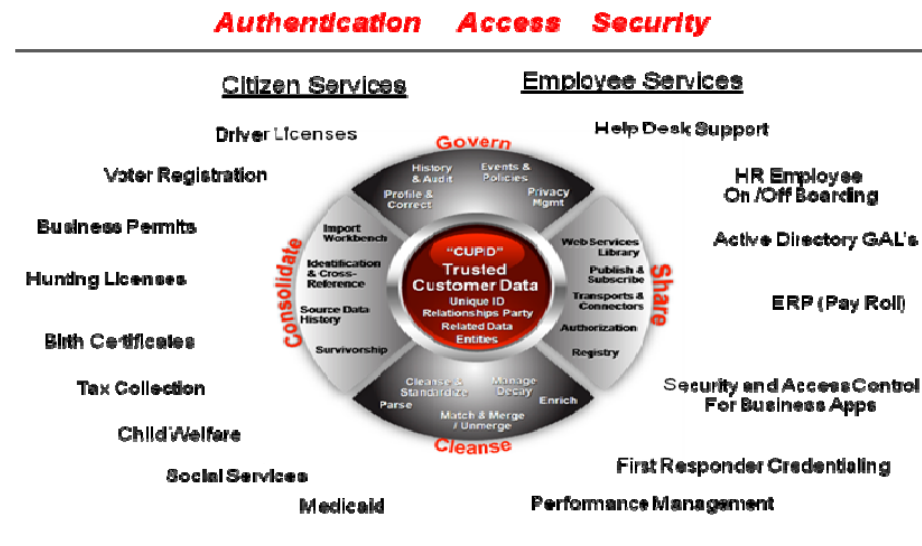 Authentication Access Security
Citizen Services
Employee Services
Driver Licenses
Voter Registration
Business Permits
Hunting Licenses
Birth Certificates
Tax Collection
Child Welfare
Social Services
Medicaid
Govern
History
& Audit
Events &
Policies
Profile &
Correct
Privacy
Mgmt
Consolidate
Import
Workbench
Identification
& Cross-
Reference
Source Data
History
Survivorship
"CUPID"
Trusted
Customer Data
Unique ID
Relationships Party
Related Data
Entities
Web Services
Library
Publish &
Subscribe
Transports &
Connectors
Authorization
Registry
Share
Cleanse &
Standardize
Manage
Decay
Parse
Enrich
Match & Merge
/ Unmerge
Cleanse
Help Desk Support
HR Employee
On /Off Boarding
Active Directory GAL's
ERP (Pay Roll)
Security and Access Control
For Business Apps
First Responder Credentialing
Performance Management